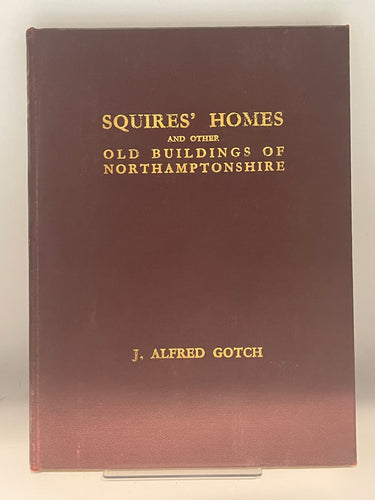 SQUIRES' HOMES
AND OTHER
OLD BUILDINGS OF
NORTHAMPTONSHIRE
J. ALFRED GOTCH